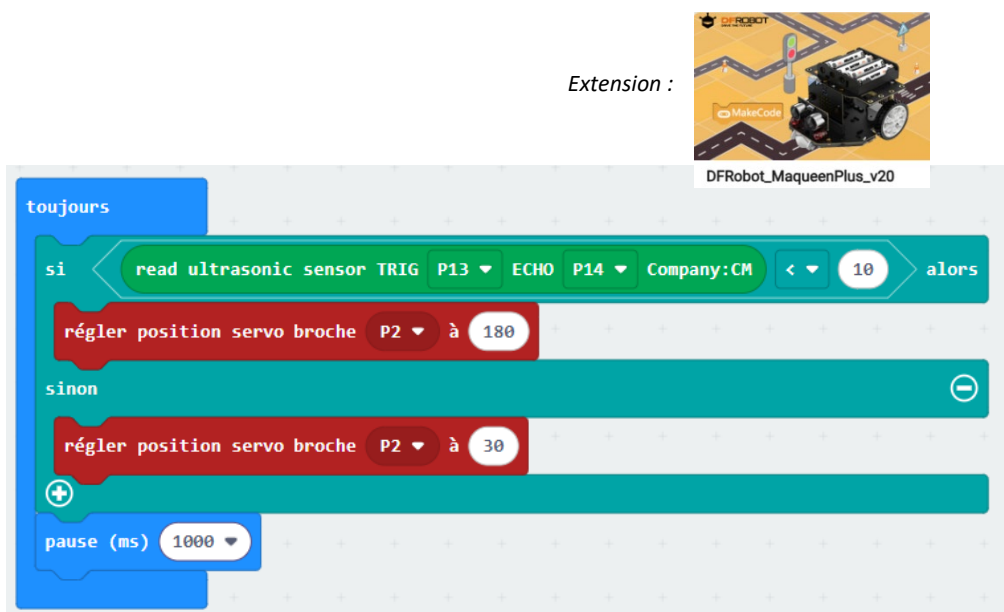 DFROBOT
Extension :
MakeCode
DFRobot_MaqueenPlus_v20
toujours
si read ultrasonic sensor TRIG P13 ECHO P14 Company:CM < 10 alors
régler position servo broche P2 à 180
sinon
régler position servo broche P2 à 30
pause (ms) 1000